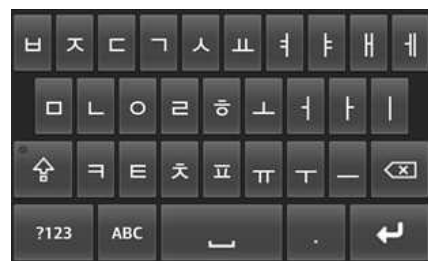 ㅂ ㅈ ㄷ ㄱ ㅅ ㅛ ㅕ ㅑ ㅐ ㅔ
ㅁ ㄴ ㅇ ㄹ ㅎ ㅗ ㅓ ㅏ ㅣ
ㅋ ㅌ ㅊ ㅍ ㅠ ㅜ ㅡ
?123 ABC .